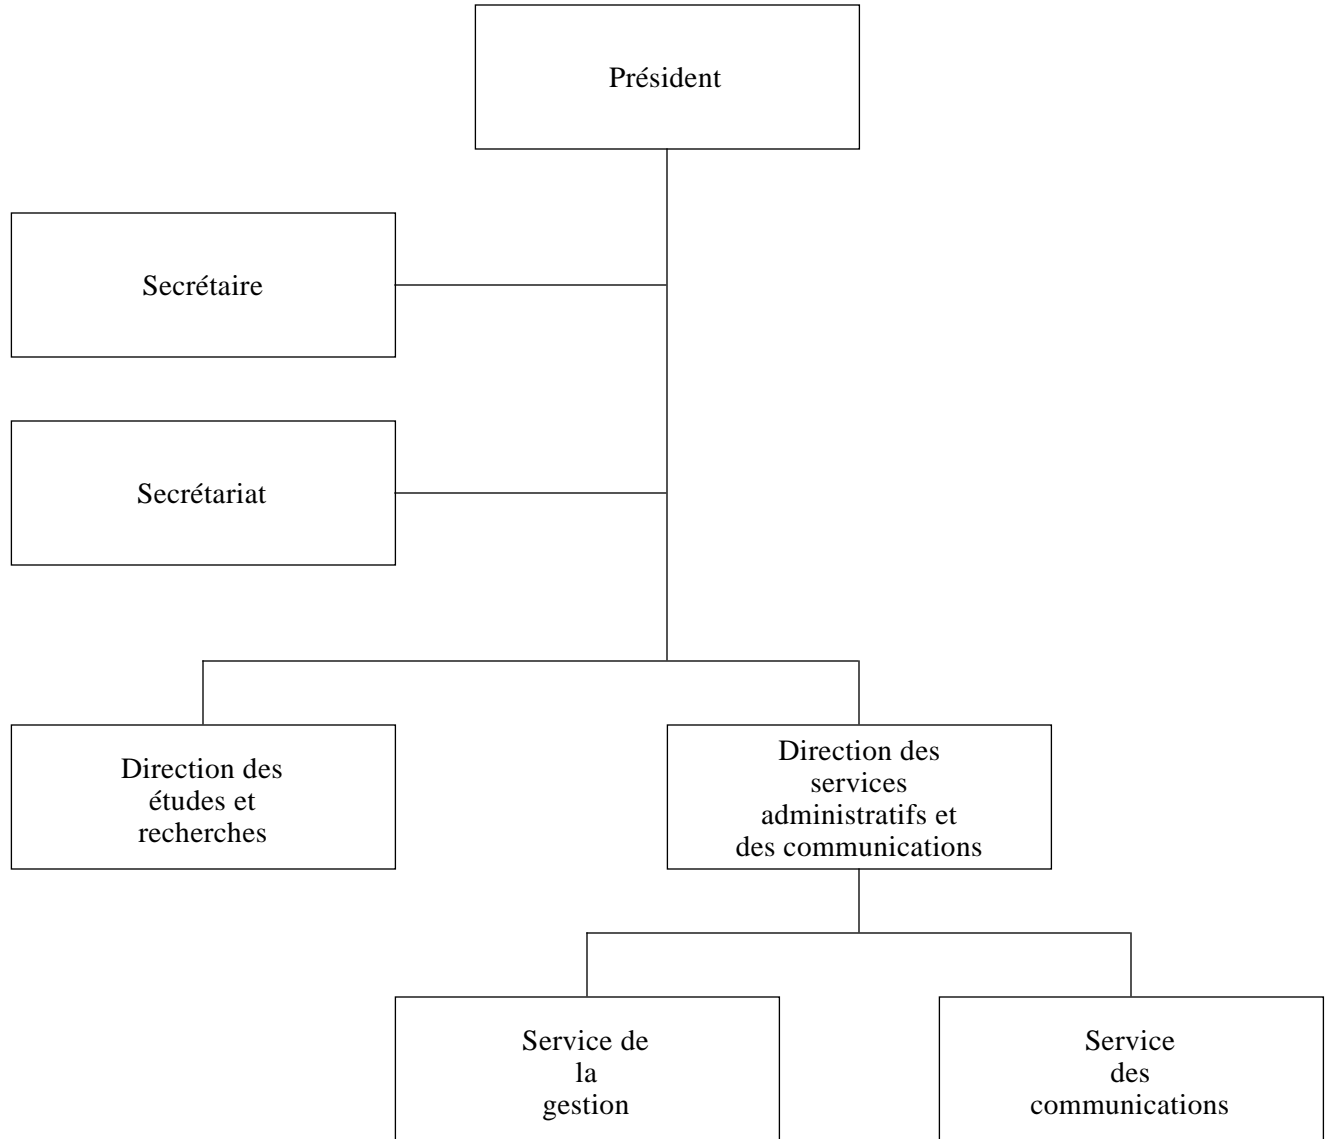 Président
Secrétaire
Secrétariat
Direction des
études et
recherches
Direction des
services
administratifs et
des communications
Service de
la
gestion
Service
des
communications